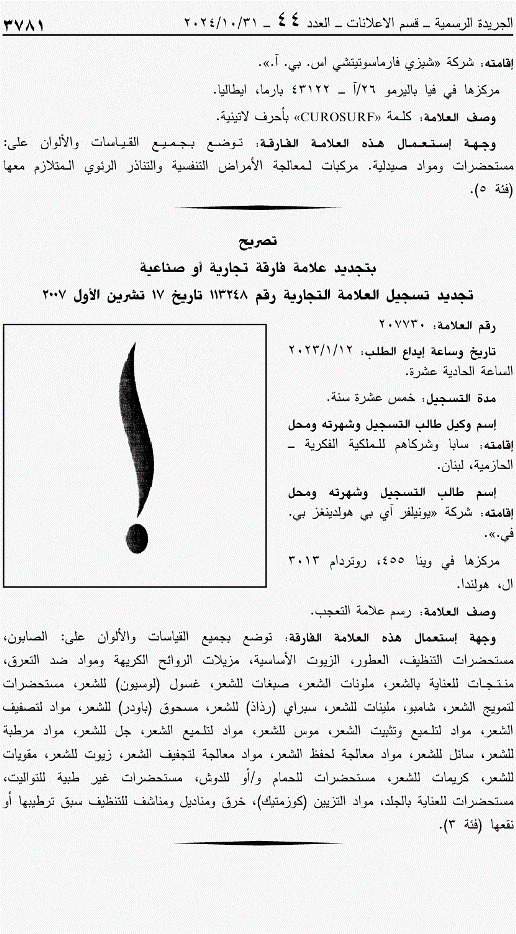 الجريدة الرسمية ــ قسم الاعلانات ــ العدد ٤٤ ــ ٢٠٢٤/١٠/٣١
٣٧٨١
إقامته: شركة «شيزي فارماسوتيتشي اس. بي. آ.».
مركزها في فيا باليرمو ٢٦/آ ــ ٤٣١٢٢ بارما، ايطاليا.
وصف العلامة: كلمة «CUROSURF» بأحرف لاتينية.
وجهة إستعمال هذه العلامة الفارقة: توضع بجميع القياسات والألوان على:
مستحضرات ومواد صيدلية. مركبات لمعالجة الأمراض التنفسية والتناذر الرئوي المتلازم معها
(فئة ٥).
تصريح
بتجديد علامة فارقة تجارية أو صناعية
تجديد تسجيل العلامة التجارية رقم ١١٣٢٤٨ تاريخ ١٧ تشرين الأول ٢٠٠٧
رقم العلامة: ٢٠٧٧٣٠
تاريخ وساعة إيداع الطلب: ٢٠٢٣/١/١٢
الساعة الحادية عشرة.
مدة التسجيل: خمس عشرة سنة.
إسم وكيل طالب التسجيل وشهرته ومحل
إقامته: سابا وشركاهم للملكية الفكرية ــ
الحازمية، لبنان.
إسم طالب التسجيل وشهرته ومحل
إقامته: شركة «يونيلفر آي بي هولدينغز بي.
في.».
مركزها في وينا ٤٥٥، روتردام ٣٠١٣
ال، هولندا.
وصف العلامة: رسم علامة التعجب.
وجهة إستعمال هذه العلامة الفارقة: توضع بجميع القياسات والألوان على: الصابون،
مستحضرات التنظيف، العطور، الزيوت الأساسية، مزيلات الروائح الكريهة ومواد ضد التعرق،
منتجات للعناية بالشعر، ملونات الشعر، صبغات للشعر، غسول (لوسيون) للشعر، مستحضرات
لتمويج الشعر، شامبو، ملينات للشعر، سبراي (رذاذ) للشعر، مسحوق (باودر) للشعر، مواد لتصفيف
الشعر، مواد لتلميع وتثبيت الشعر، موس للشعر، مواد لتلميع الشعر، جل للشعر، مواد مرطبة
للشعر، سائل للشعر، مواد معالجة لحفظ الشعر، مواد معالجة لتجفيف الشعر، زيوت للشعر، مقويات
للشعر، كريمات للشعر، مستحضرات للحمام و/أو للدوش، مستحضرات غير طبية للتواليت،
مستحضرات للعناية بالجلد، مواد التزيين (كوزمتيك)، خرق ومناديل ومناشف للتنظيف سبق ترطيبها أو
نقعها (فئة ٣).